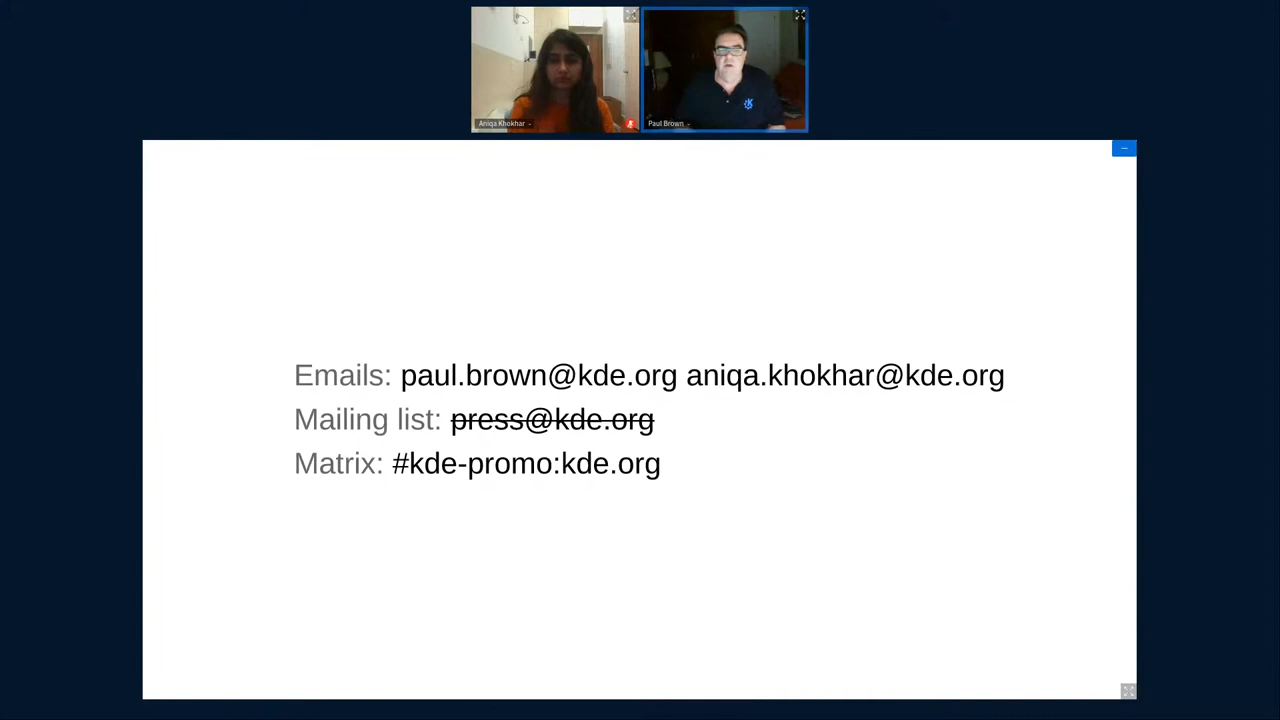 Aniqa Khokhar
Paul Brown
Emails: paul.brown@kde.org aniqa.khokhar@kde.org
Mailing list: press@kde.org
Matrix: #kde-promo:kde.org